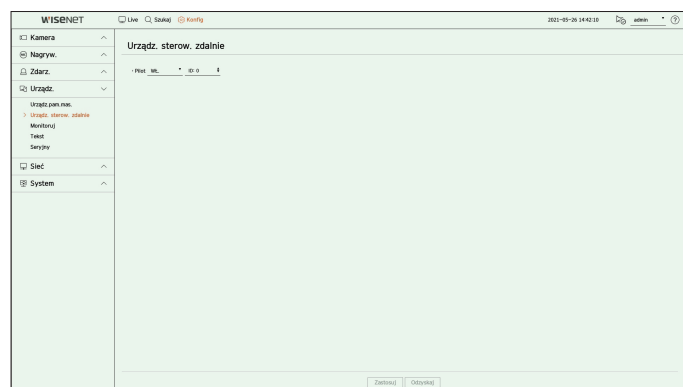 WISENET Live Szukaj Konfig 2021-05-26 14:42:10 admin
Kamera
Nagryw.
Zdarz.
Urządz.
Urządz.pam.mas.
Urządz. sterow. zdalnie
Monitoruj
Tekst
Seryjny
Sieć
System
Urządz. sterow. zdalnie
Pilot WŁ. ID: 0
Zastosuj Odzyskaj